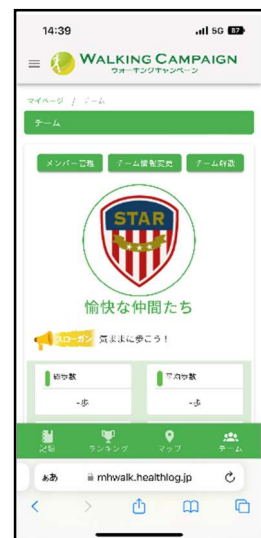 14:39
5G 87
WALKING CAMPAIGN
ウォーキングキャンペーン
マイページ / チーム
チーム
メンバー管理 チーム情報変更 チーム解散
STAR
愉快な仲間たち
スローガン 気ままに歩こう!
総歩数 平均歩数
-歩 -歩
記録 ランキング マップ チーム
ああ mhwalk.healthlog.jp